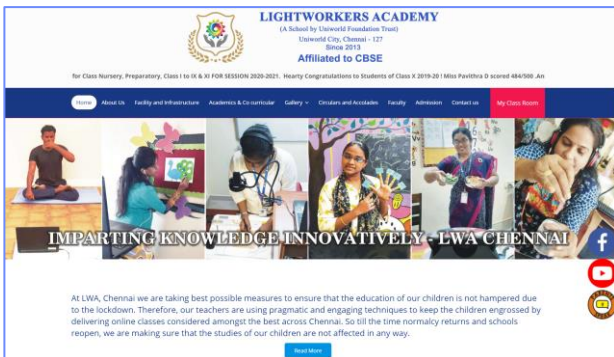 LIGHTWORKERS ACADEMY
(A School by Uniworld Foundation Trust)
Uniworld City, Chennai - 127
Since 2013
Affiliated to CBSE
for Class Nursery, Preparatory, Class I to IX & XI FOR SESSION 2020-2021. Hearty Congratulations to Students of Class X 2019-20 ! Miss Pavithra D scored 484/500 .An
Home About Us Facility and Infrastructure Academics & Co curricular Gallery Circulars and Accolades Faculty Admission Contact us My Class Room
IMPARTING KNOWLEDGE INNOVATIVELY - LWA CHENNAI
f
At LWA, Chennai we are taking best possible measures to ensure that the education of our children is not hampered due
to the lockdown. Therefore, our teachers are using pragmatic and engaging techniques to keep the children engrossed by
delivering online classes considered amongst the best across Chennai. So till the time normalcy returns and schools
reopen, we are making sure that the studies of our children are not affected in any way.
Read More